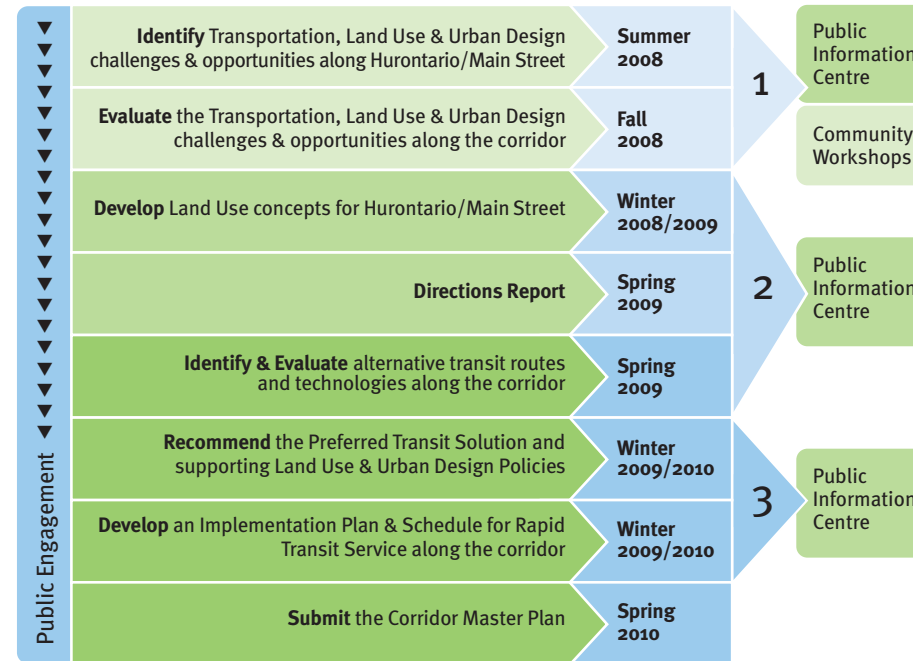 Identify Transportation, Land Use & Urban Design
challenges & opportunities along Hurontario/Main Street
Summer
2008
Evaluate the Transportation, Land Use & Urban Design
challenges & opportunities along the corridor
Fall
2008
1
Public
Information
Centre
Community
Workshops
Develop Land Use concepts for Hurontario/Main Street
Winter
2008/2009
Directions Report
Spring
2009
Identify & Evaluate alternative transit routes
and technologies along the corridor
Spring
2009
2
Public
Information
Centre
Recommend the Preferred Transit Solution and
supporting Land Use & Urban Design Policies
Winter
2009/2010
Develop an Implementation Plan & Schedule for Rapid
Transit Service along the corridor
Winter
2009/2010
3
Public
Information
Centre
Submit the Corridor Master Plan
Spring
2010
Public Engagement